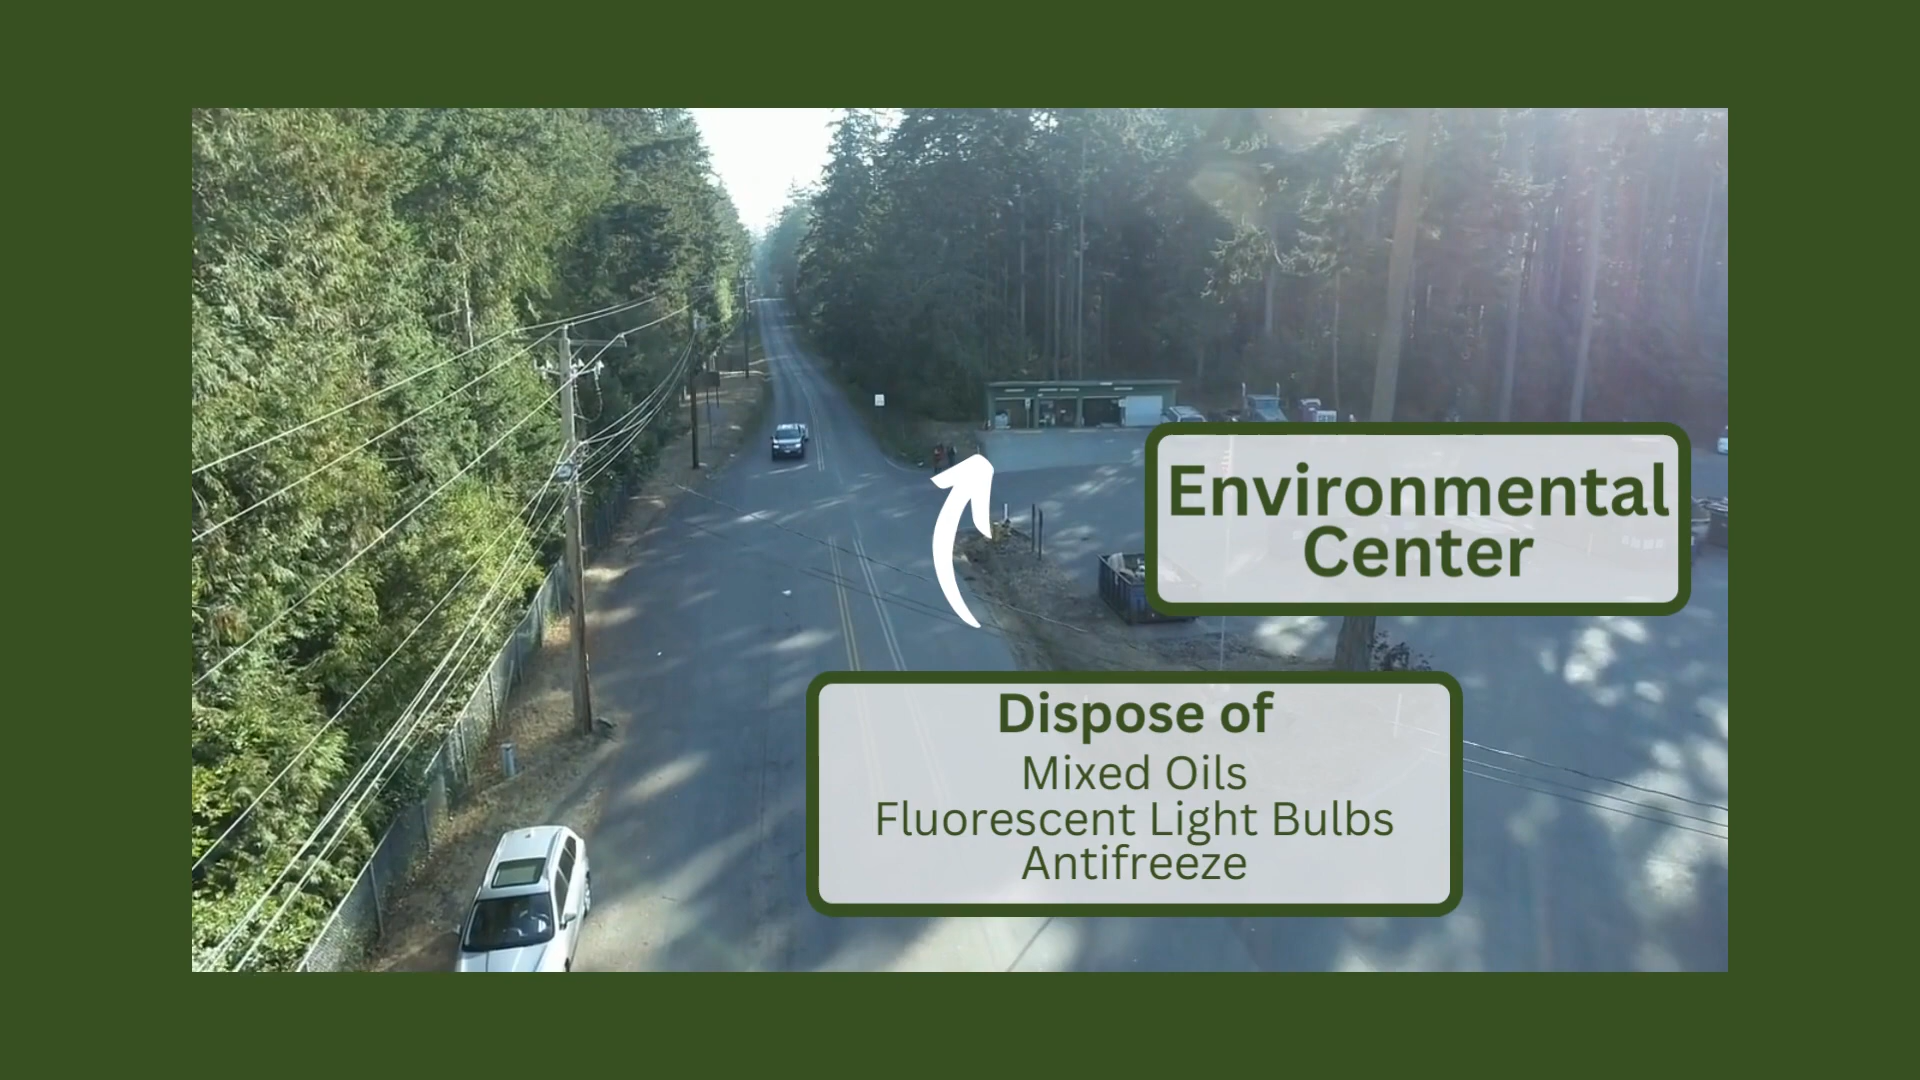 Environmental
Center
Dispose of
Mixed Oils
Fluorescent Light Bulbs
Antifreeze